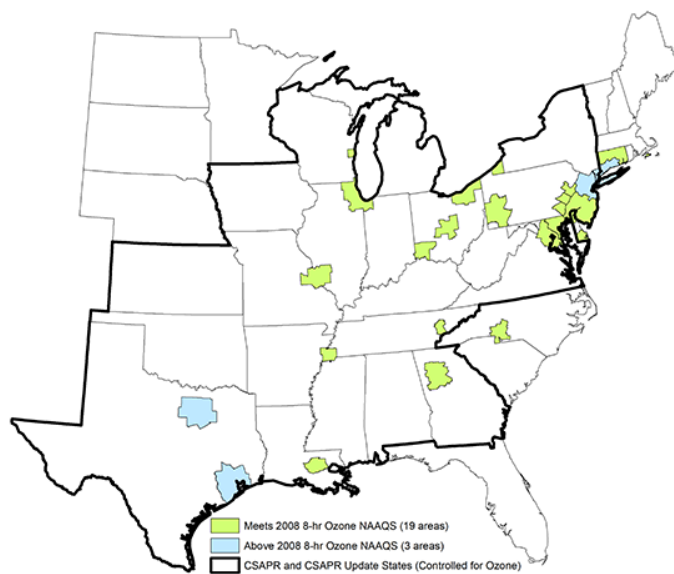 Meets 2008 8-hr Ozone NAAQS (19 areas)
Above 2008 8-hr Ozone NAAQS (3 areas)
CSAPR and CSAPR Update States (Controlled for Ozone)